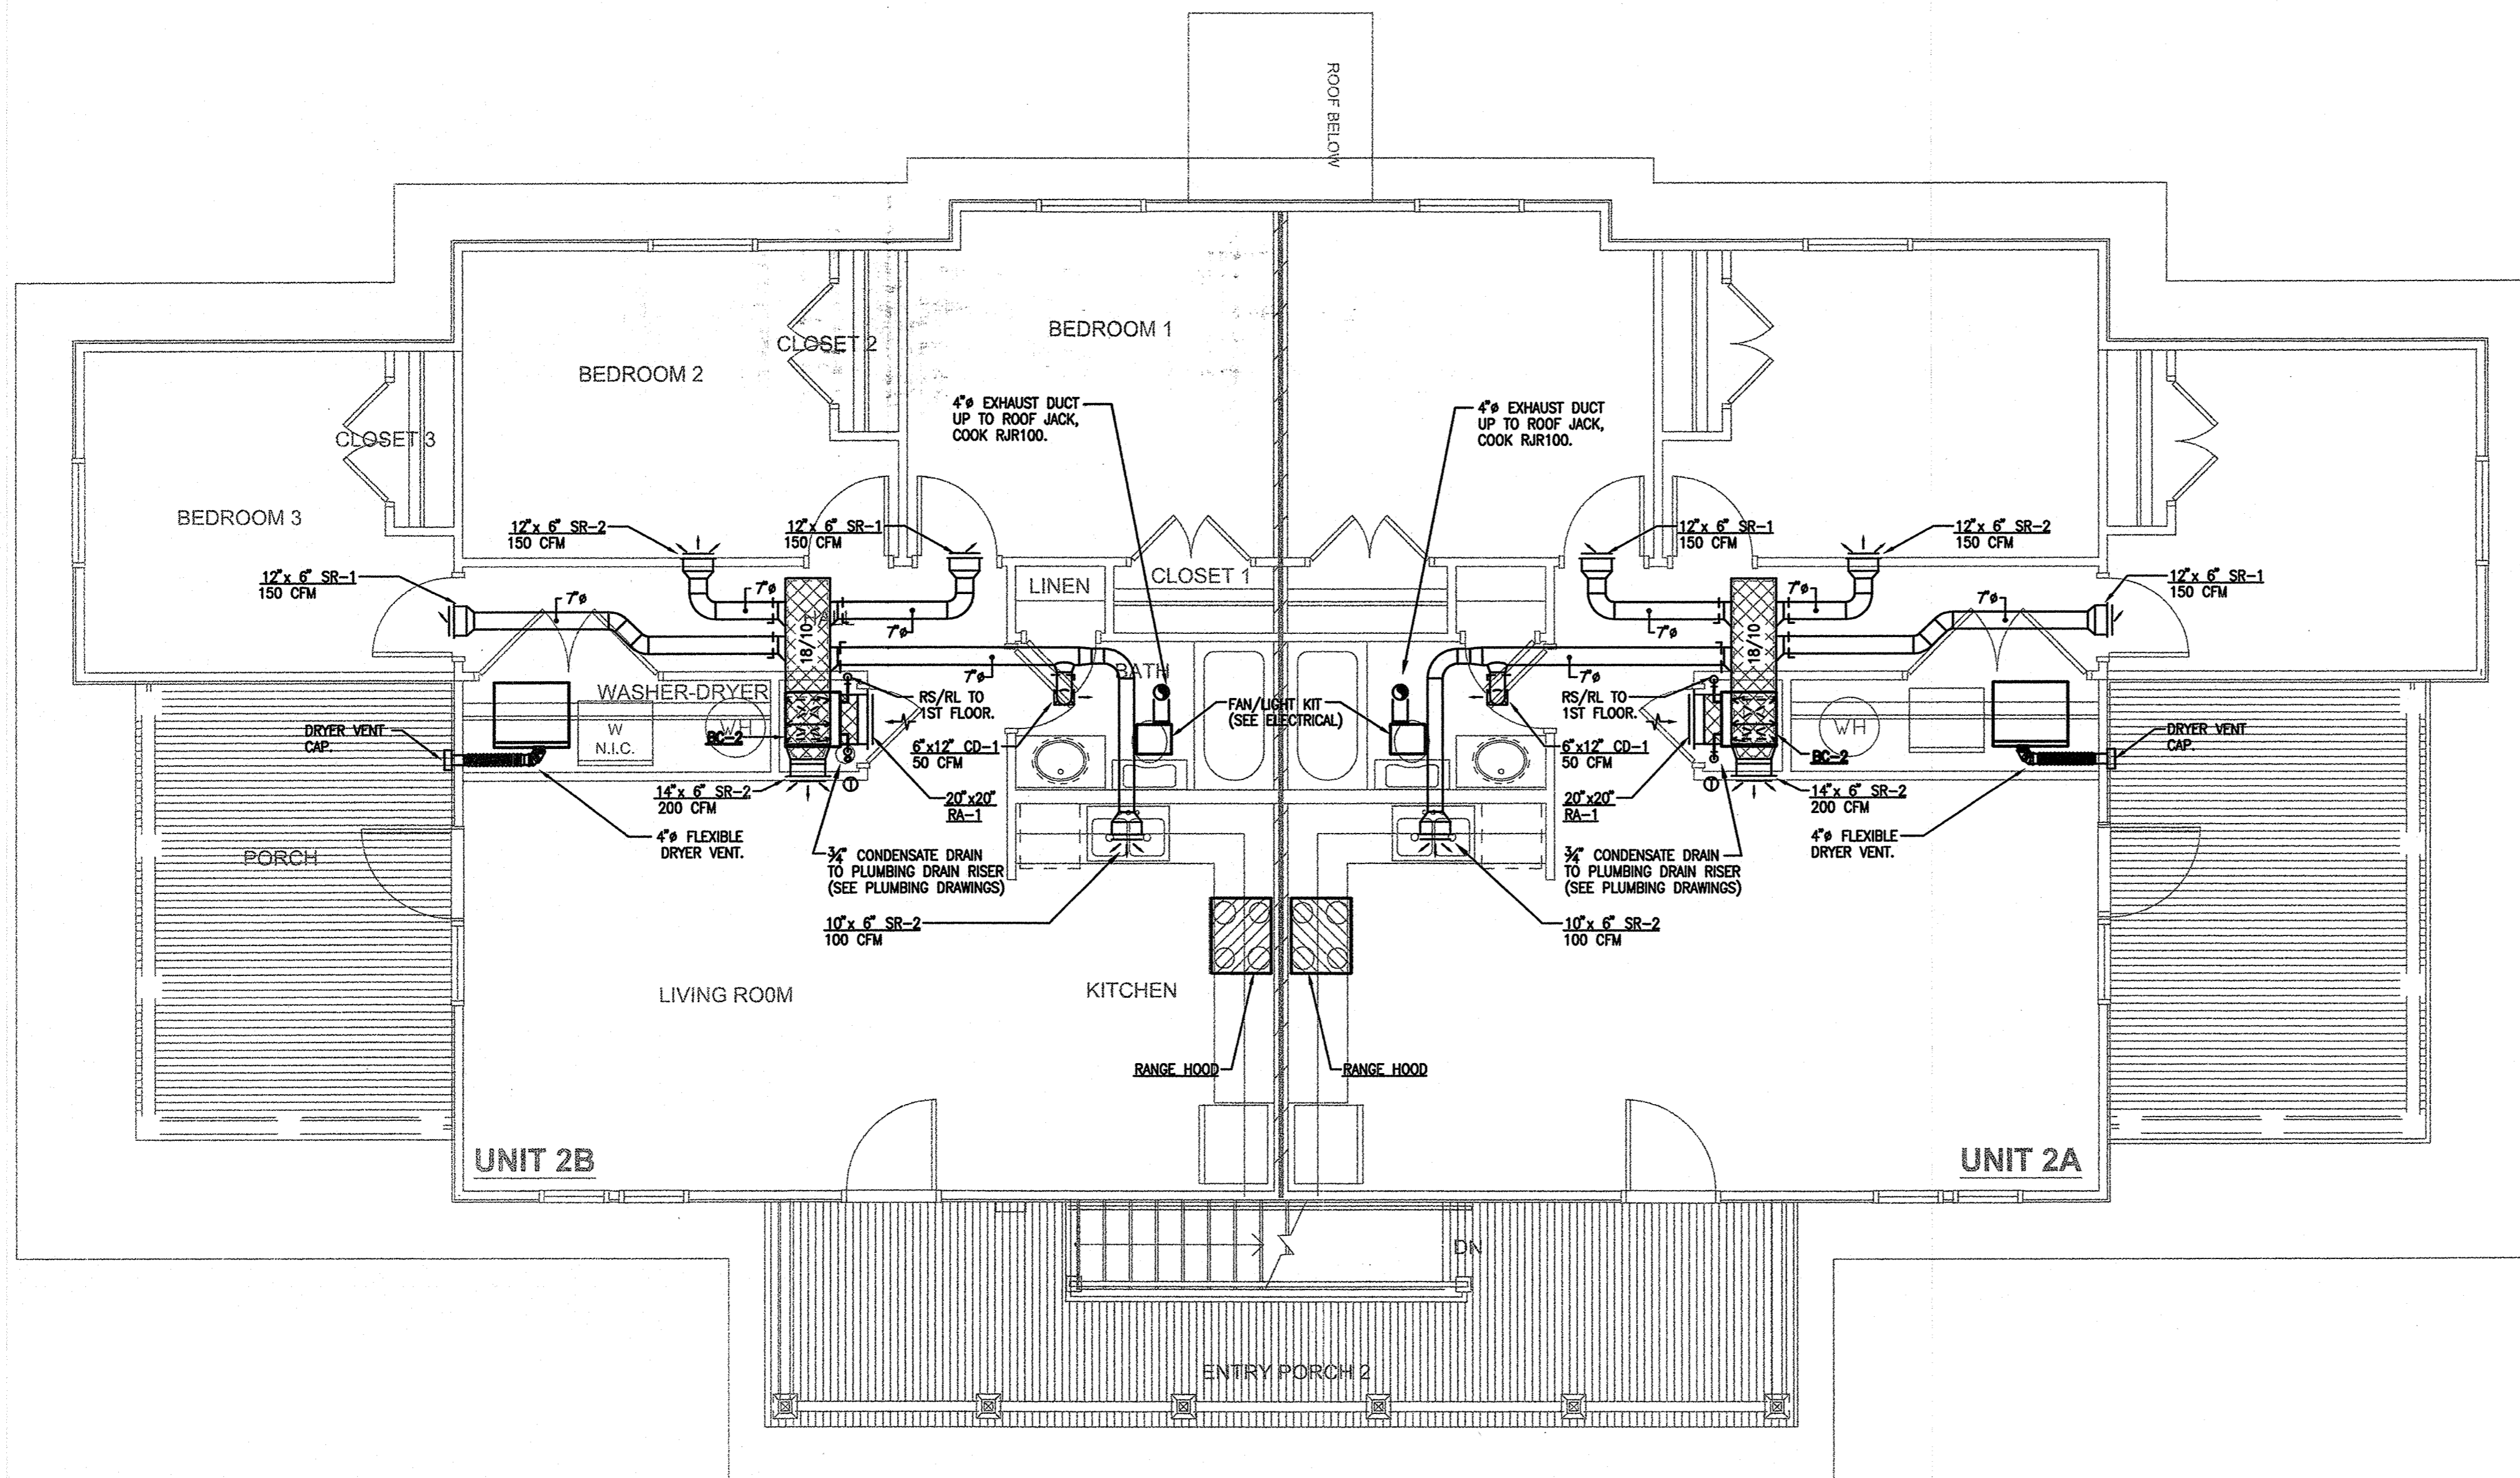 ROOF BELOW
BEDROOM 1
CLOSET 2
BEDROOM 2
4"ø EXHAUST DUCT
UP TO ROOF JACK,
COOK RJR100.
4"ø EXHAUST DUCT
UP TO ROOF JACK,
COOK RJR100.
CLOSET 3
BEDROOM 3
12"x 6" SR-2
150 CFM
12"x 6" SR-1
150 CFM
12"x 6" SR-1
150 CFM
12"x 6" SR-2
150 CFM
12"x 6" SR-1
150 CFM
12"x 6" SR-1
150 CFM
LINEN
CLOSET 1
7"ø
7"ø
7"ø
7"ø
7"ø
7"ø
7"ø
7"ø
18/10
18/10
BATH
WASHER-DRYER
RS/RL TO
1ST FLOOR.
FAN/LIGHT KIT
(SEE ELECTRICAL)
RS/RL TO
1ST FLOOR.
DRYER VENT
CAP.
W
N.I.C.
WH
BC-2
6"x12" CD-1
50 CFM
6"x12" CD-1
50 CFM
WH
BC-2
DRYER VENT
CAP.
14"x 6" SR-2
200 CFM
T
20"x20"
RA-1
20"x20"
RA-1
T
14"x 6" SR-2
200 CFM
4"ø FLEXIBLE
DRYER VENT.
4"ø FLEXIBLE
DRYER VENT.
PORCH
¾" CONDENSATE DRAIN
TO PLUMBING DRAIN RISER
(SEE PLUMBING DRAWINGS)
¾" CONDENSATE DRAIN
TO PLUMBING DRAIN RISER
(SEE PLUMBING DRAWINGS)
10"x 6" SR-2
100 CFM
10"x 6" SR-2
100 CFM
LIVING ROOM
KITCHEN
RANGE HOOD
RANGE HOOD
UNIT 2B
UNIT 2A
DN
ENTRY PORCH 2